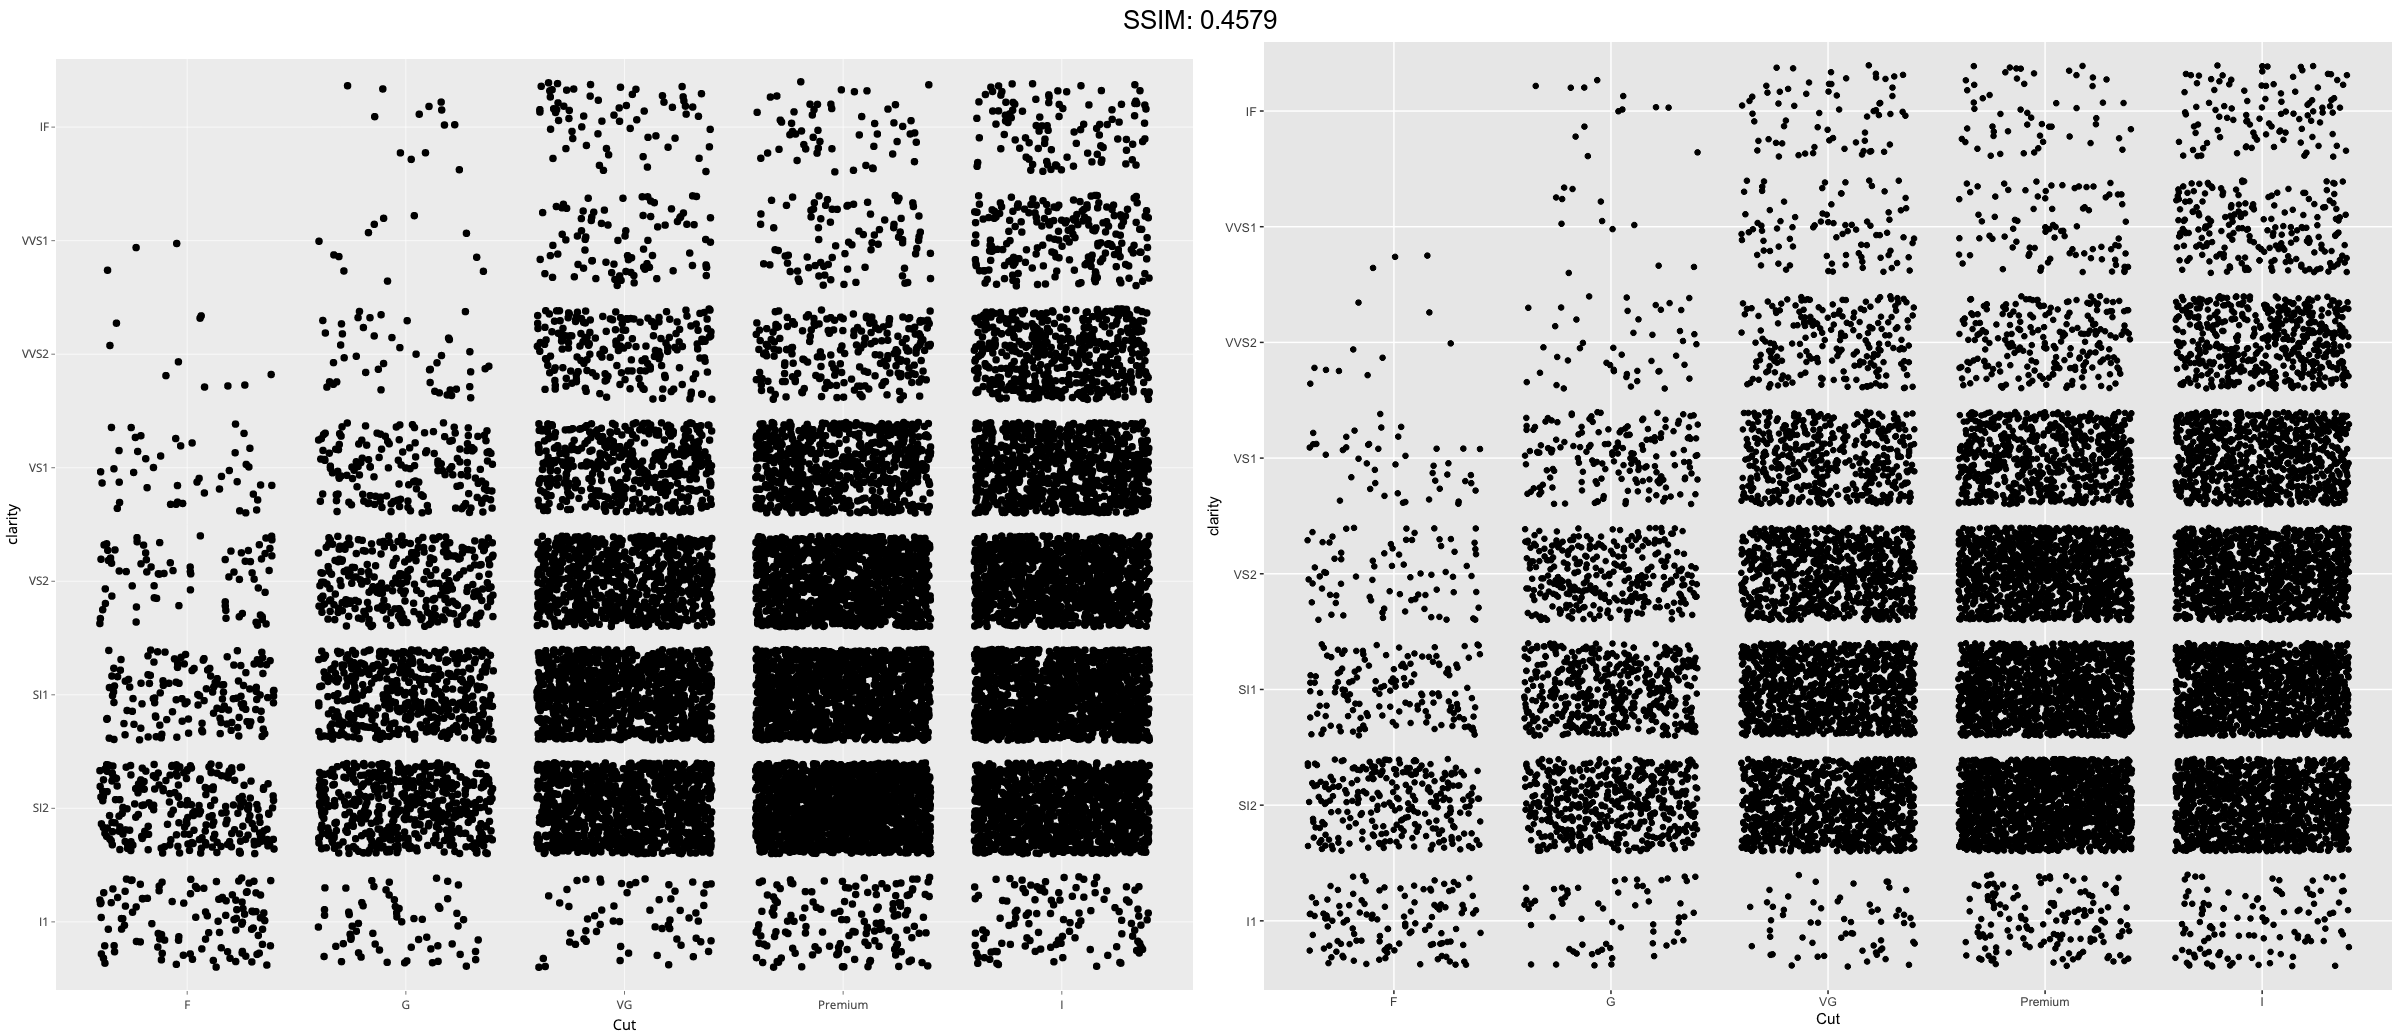 SSIM: 0.4579
clarity
IF
VVS1
VVS2
VS1
VS2
SI1
SI2
I1
F G VG Premium I
Cut
clarity
IF
VVS1
VVS2
VS1
VS2
SI1
SI2
I1
F G VG Premium I
Cut